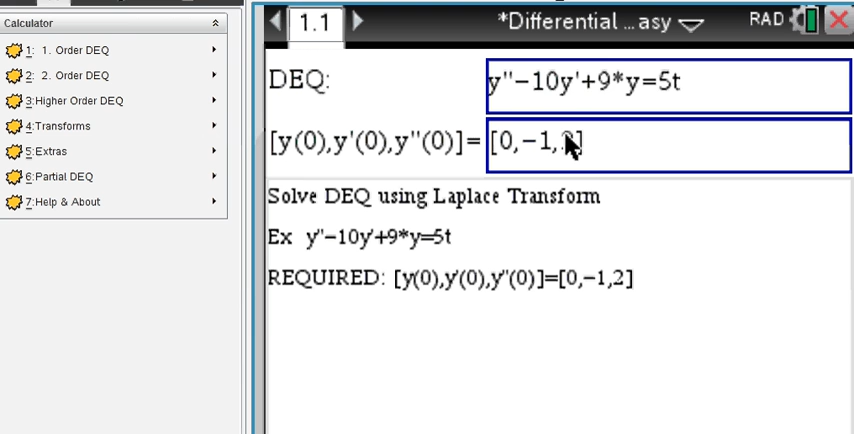 Calculator
1: 1. Order DEQ
2: 2. Order DEQ
3:Higher Order DEQ
4:Transforms
5:Extras
6:Partial DEQ
7:Help & About
1.1
*Differential ...asy
RAD
DEQ:
y''−10y'+9*y=5t
[y(0),y'(0),y''(0)]=
[0,−1,2]
Solve DEQ using Laplace Transform
Ex y''−10y'+9*y=5t
REQUIRED: [y(0),y'(0),y''(0)]=[0,−1,2]